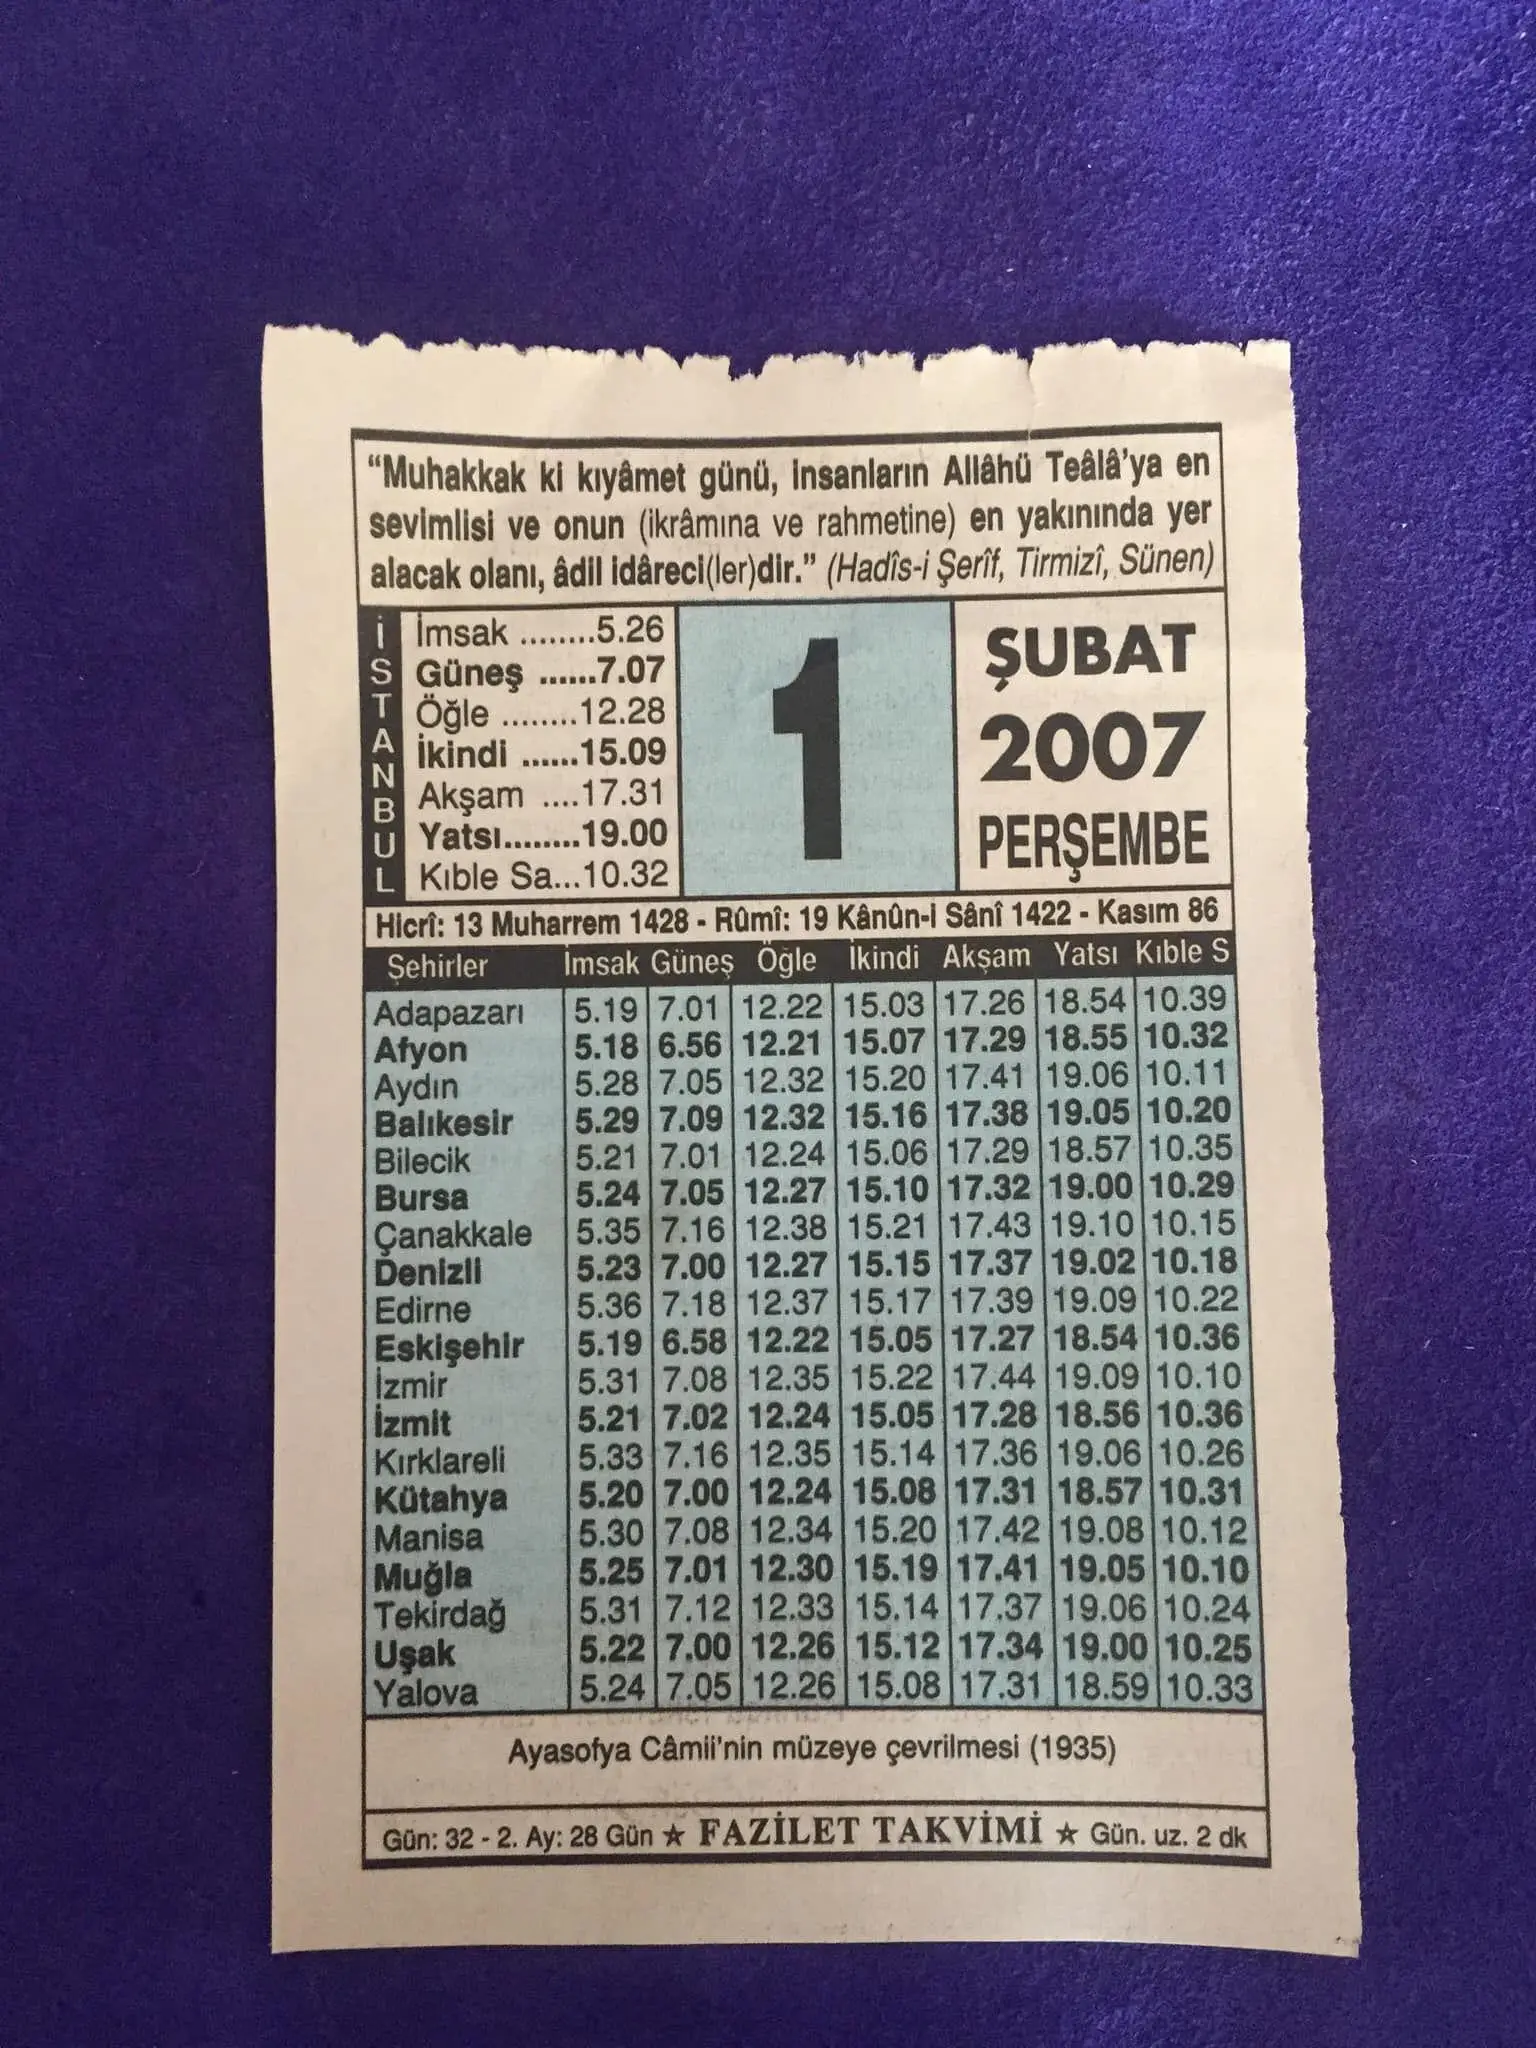 “Muhakkak ki kıyâmet günü, insanların Allâhü Teâlâ’ya en
sevimlisi ve onun (ikrâmına ve rahmetine) en yakınında yer
alacak olanı, âdil idâreci(ler)dir.” (Hadîs-i Şerîf, Tirmizî, Sünen)
İSTANBUL
İmsak ........5.26
Güneş ......7.07
Öğle ........12.28
İkindi ......15.09
Akşam ....17.31
Yatsı........19.00
Kıble Sa...10.32
1
ŞUBAT
2007
PERŞEMBE
Hicrî: 13 Muharrem 1428 - Rûmî: 19 Kânûn-i Sânî 1422 - Kasım 86
Şehirler İmsak Güneş Öğle İkindi Akşam Yatsı Kıble S
Adapazarı 5.19 7.01 12.22 15.03 17.26 18.54 10.39
Afyon 5.18 6.56 12.21 15.07 17.29 18.55 10.32
Aydın 5.28 7.05 12.32 15.20 17.41 19.06 10.11
Balıkesir 5.29 7.09 12.32 15.16 17.38 19.05 10.20
Bilecik 5.21 7.01 12.24 15.06 17.29 18.57 10.35
Bursa 5.24 7.05 12.27 15.10 17.32 19.00 10.29
Çanakkale 5.35 7.16 12.38 15.21 17.43 19.10 10.15
Denizli 5.23 7.00 12.27 15.15 17.37 19.02 10.18
Edirne 5.36 7.18 12.37 15.17 17.39 19.09 10.22
Eskişehir 5.19 6.58 12.22 15.05 17.27 18.54 10.36
İzmir 5.31 7.08 12.35 15.22 17.44 19.09 10.10
İzmit 5.21 7.02 12.24 15.05 17.28 18.56 10.36
Kırklareli 5.33 7.16 12.35 15.14 17.36 19.06 10.26
Kütahya 5.20 7.00 12.24 15.08 17.31 18.57 10.31
Manisa 5.30 7.08 12.34 15.20 17.42 19.08 10.12
Muğla 5.25 7.01 12.30 15.19 17.41 19.05 10.10
Tekirdağ 5.31 7.12 12.33 15.14 17.37 19.06 10.24
Uşak 5.22 7.00 12.26 15.12 17.34 19.00 10.25
Yalova 5.24 7.05 12.26 15.08 17.31 18.59 10.33
Ayasofya Câmii’nin müzeye çevrilmesi (1935)
Gün: 32 - 2. Ay: 28 Gün ★ FAZİLET TAKVİMİ ★ Gün. uz. 2 dk